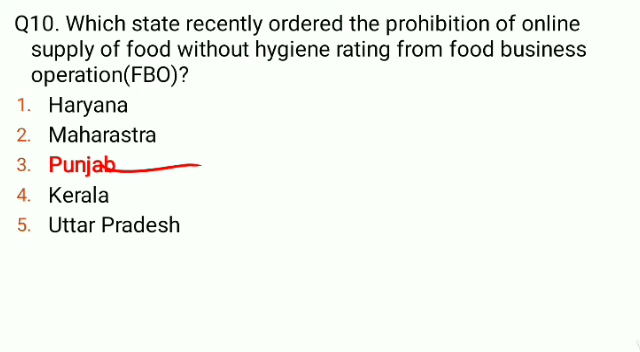 Q10. Which state recently ordered the prohibition of online
supply of food without hygiene rating from food business
operation(FBO)?
1. Haryana
2. Maharastra
3. Punjab
4. Kerala
5. Uttar Pradesh